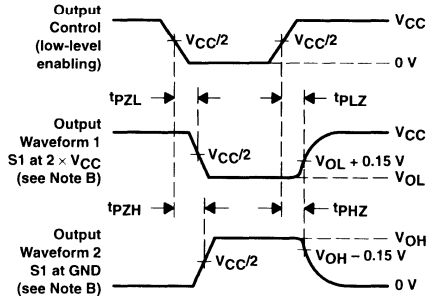 Output
Control
(low-level
enabling)
VCC/2
VCC/2
VCC
0 V
tPZL
tPLZ
Output
Waveform 1
S1 at 2 × VCC
(see Note B)
VCC/2
VCC
VOL + 0.15 V
VOL
tPZH
tPHZ
Output
Waveform 2
S1 at GND
(see Note B)
VCC/2
VOH
VOH − 0.15 V
0 V